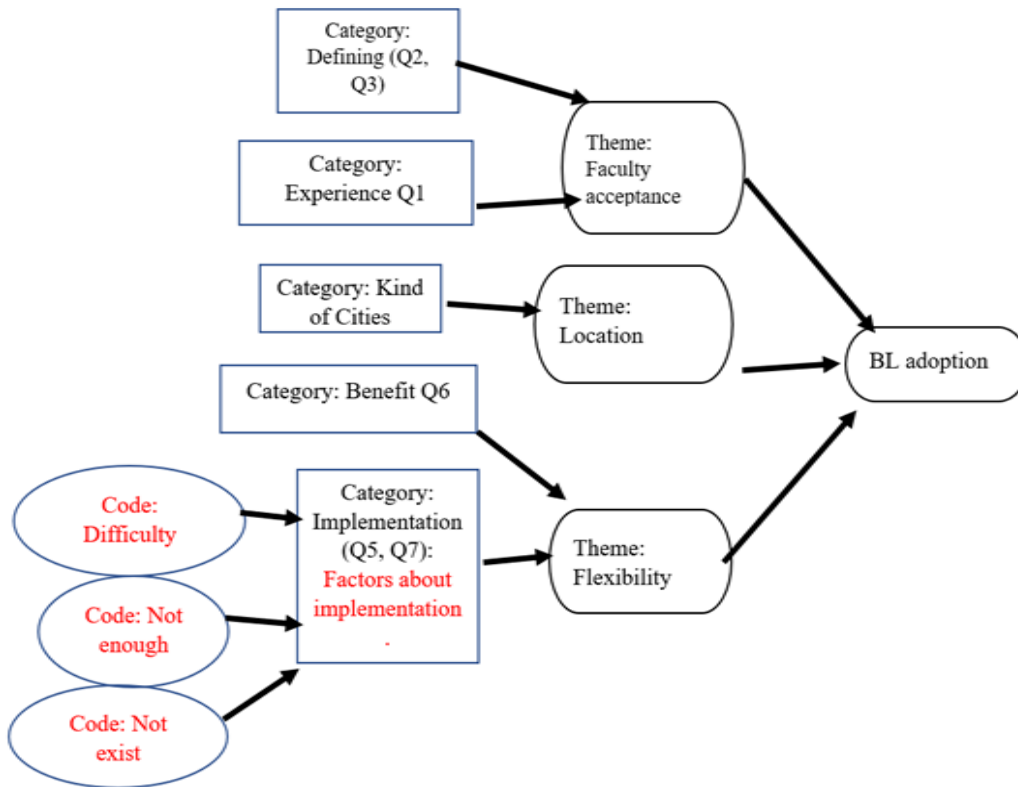 Category:
Defining (Q2,
Q3)
Theme:
Faculty
acceptance
Category:
Experience Q1
Category: Kind
of Cities
Theme:
Location
BL adoption
Category: Benefit Q6
Code:
Difficulty
Category:
Implementation
(Q5, Q7):
Factors about
implementation
.
Theme:
Flexibility
Code: Not
enough
Code: Not
exist